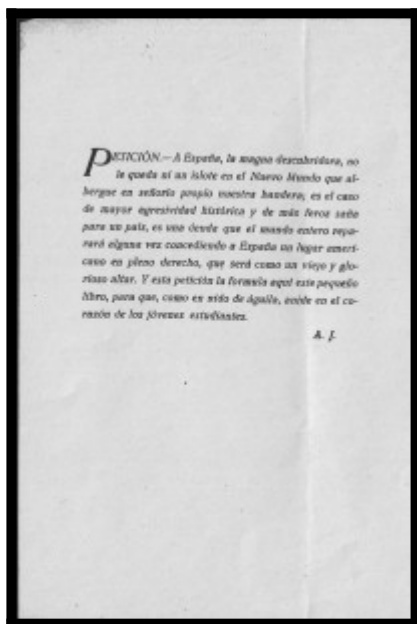 PETICIÓN.—A España, la magna descubridora, no
le queda ni un islote en el Nuevo Mundo que al-
bergue en señorío propio nuestra bandera; es el caso
de mayor agresividad histórica y de más feroz saña
para un país, es una deuda que el mundo entero repa-
rará alguna vez concediendo a España un lugar ameri-
cano en pleno derecho, que será como un viejo y glo-
rioso altar. Y esta petición la formula aquí este pequeño
libro, para que, como en nido de águila, anide en el co-
razón de los jóvenes estudiantes.
A. J.